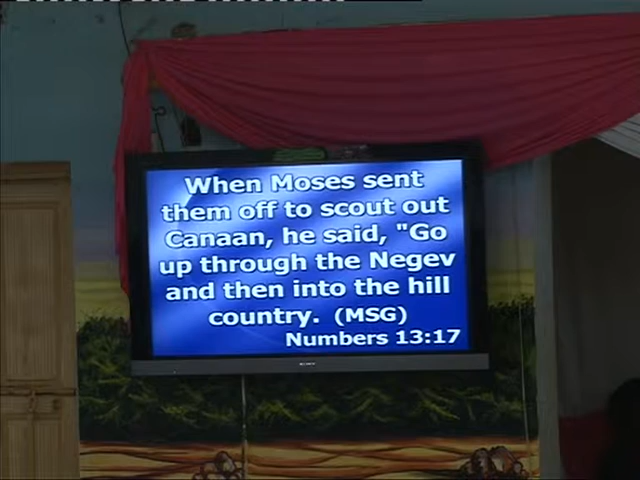 When Moses sent
them off to scout out
Canaan, he said, "Go
up through the Negev
and then into the hill
country. (MSG)
Numbers 13:17